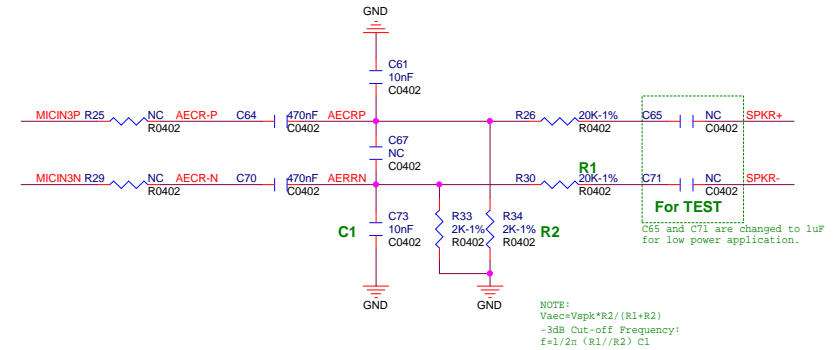 GND
C61
10nF
C0402
MICIN3P R25 NC AECR-P C64 470nF AECRP R26 20K-1% C65 NC SPKR+
R0402 C0402 R0402 C0402
C67
NC
C0402
MICIN3N R29 NC AECR-N C70 470nF AERRN R30 20K-1% C71 NC SPKR-
R1
R0402 C0402 R0402 C0402
For TEST
C1 C73
10nF
C0402
R33
2K-1%
R0402
R34
2K-1% R2
R0402
C65 and C71 are changed to 1uF
for low power application.
GND GND
NOTE:
Vaec=Vspk*R2/(R1+R2)
-3dB Cut-off Frequency:
f=1/2π (R1//R2) C1